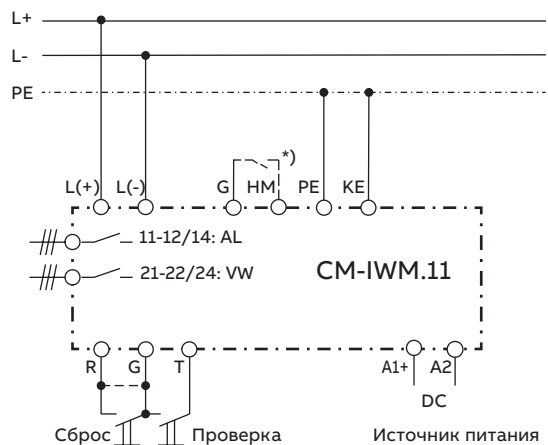 L+
L-
PE
L(+) L(-) G HM *) PE KE
11-12/14: AL
21-22/24: VW
CM-IWM.11
R G T A1+ A2
DC
Сброс Проверка Источник питания